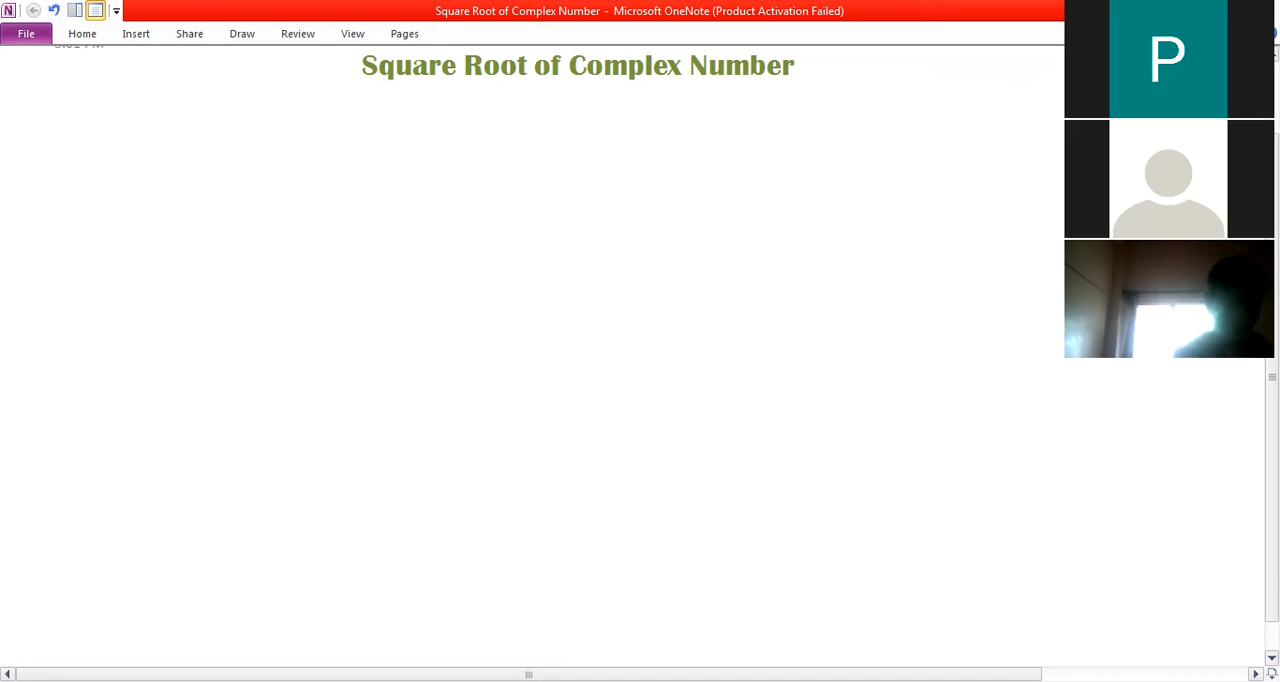 Square Root of Complex Number - Microsoft OneNote (Product Activation Failed)
File Home Insert Share Draw Review View Pages
Square Root of Complex Number
P